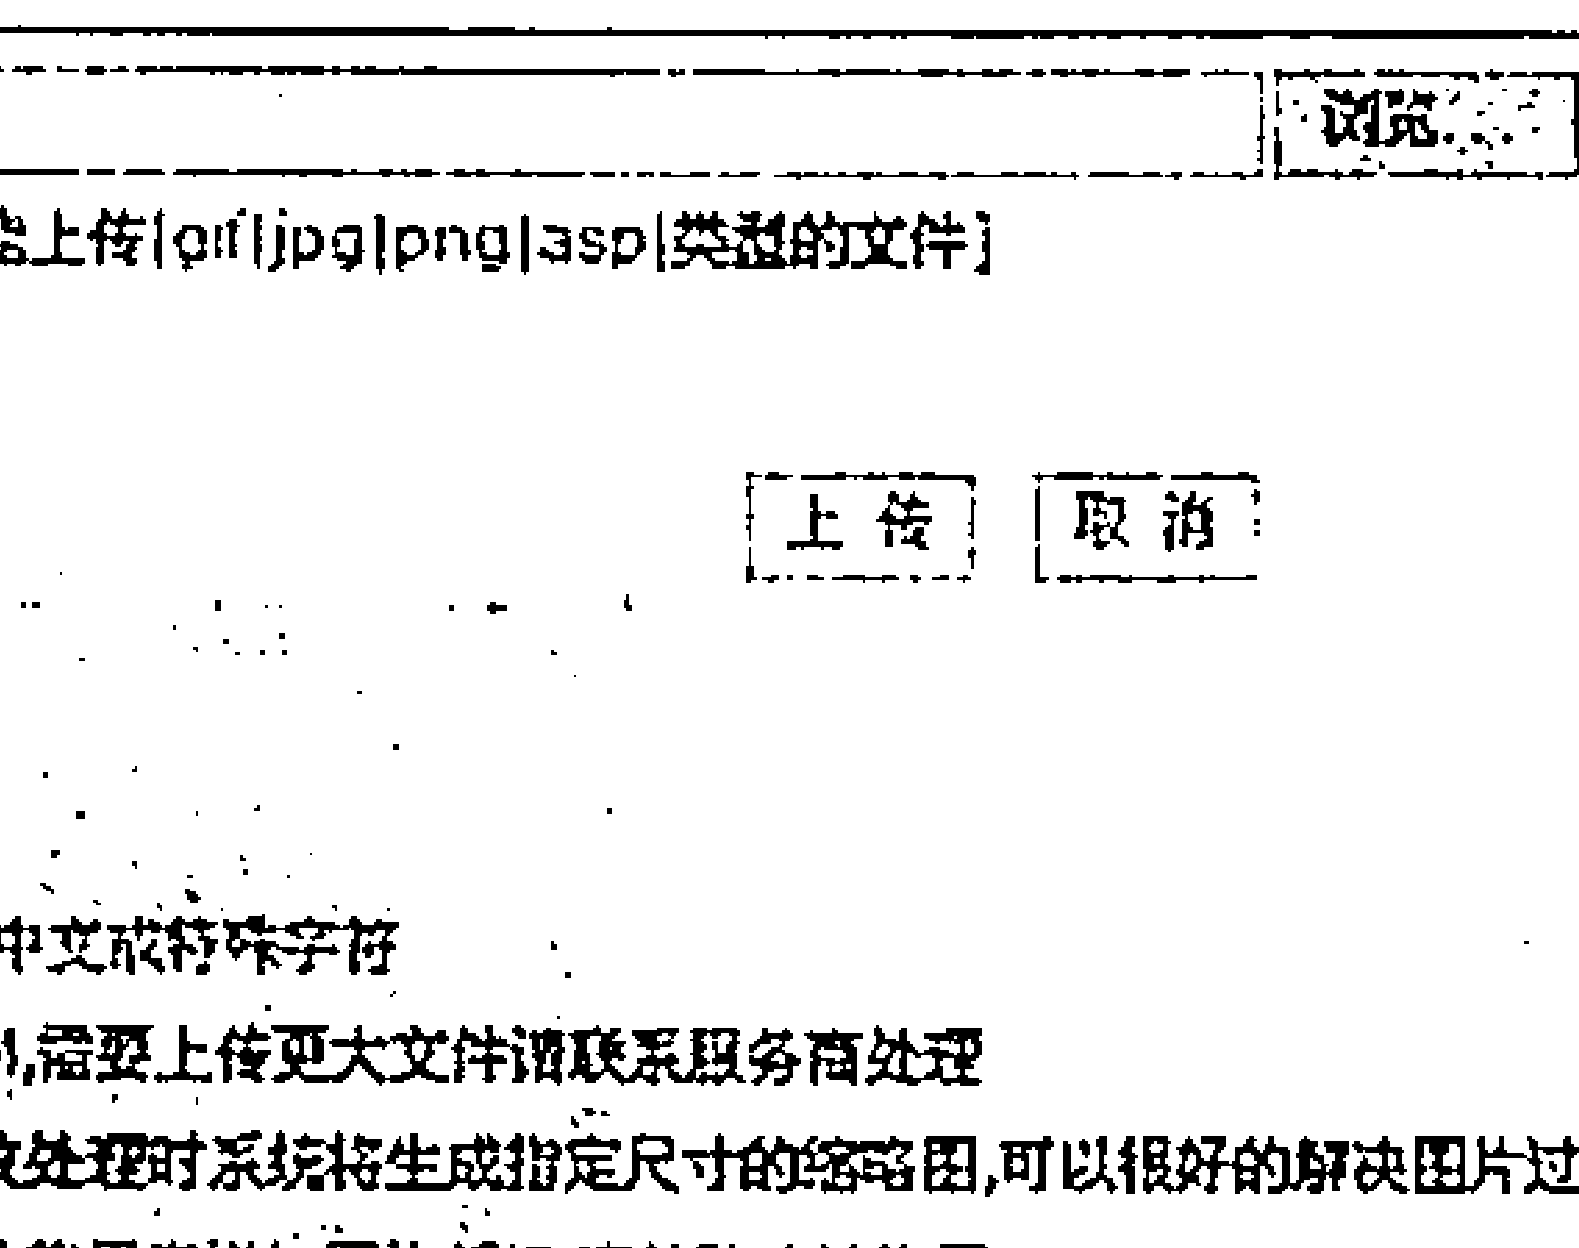 浏览...
上传|gif|jpg|png|asp|类型的文件]
上 传 取 消
中文或特殊字符
,需要上传更大文件请联系服务商处理
处理时系统将生成指定尺寸的缩略图,可以很好的解决图片过